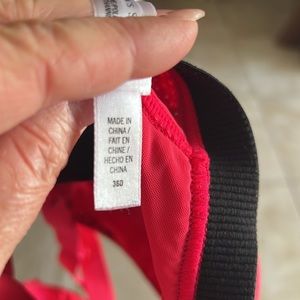 MADE IN
CHINA /
FAIT EN
CHINE /
HECHO EN
CHINA
36D